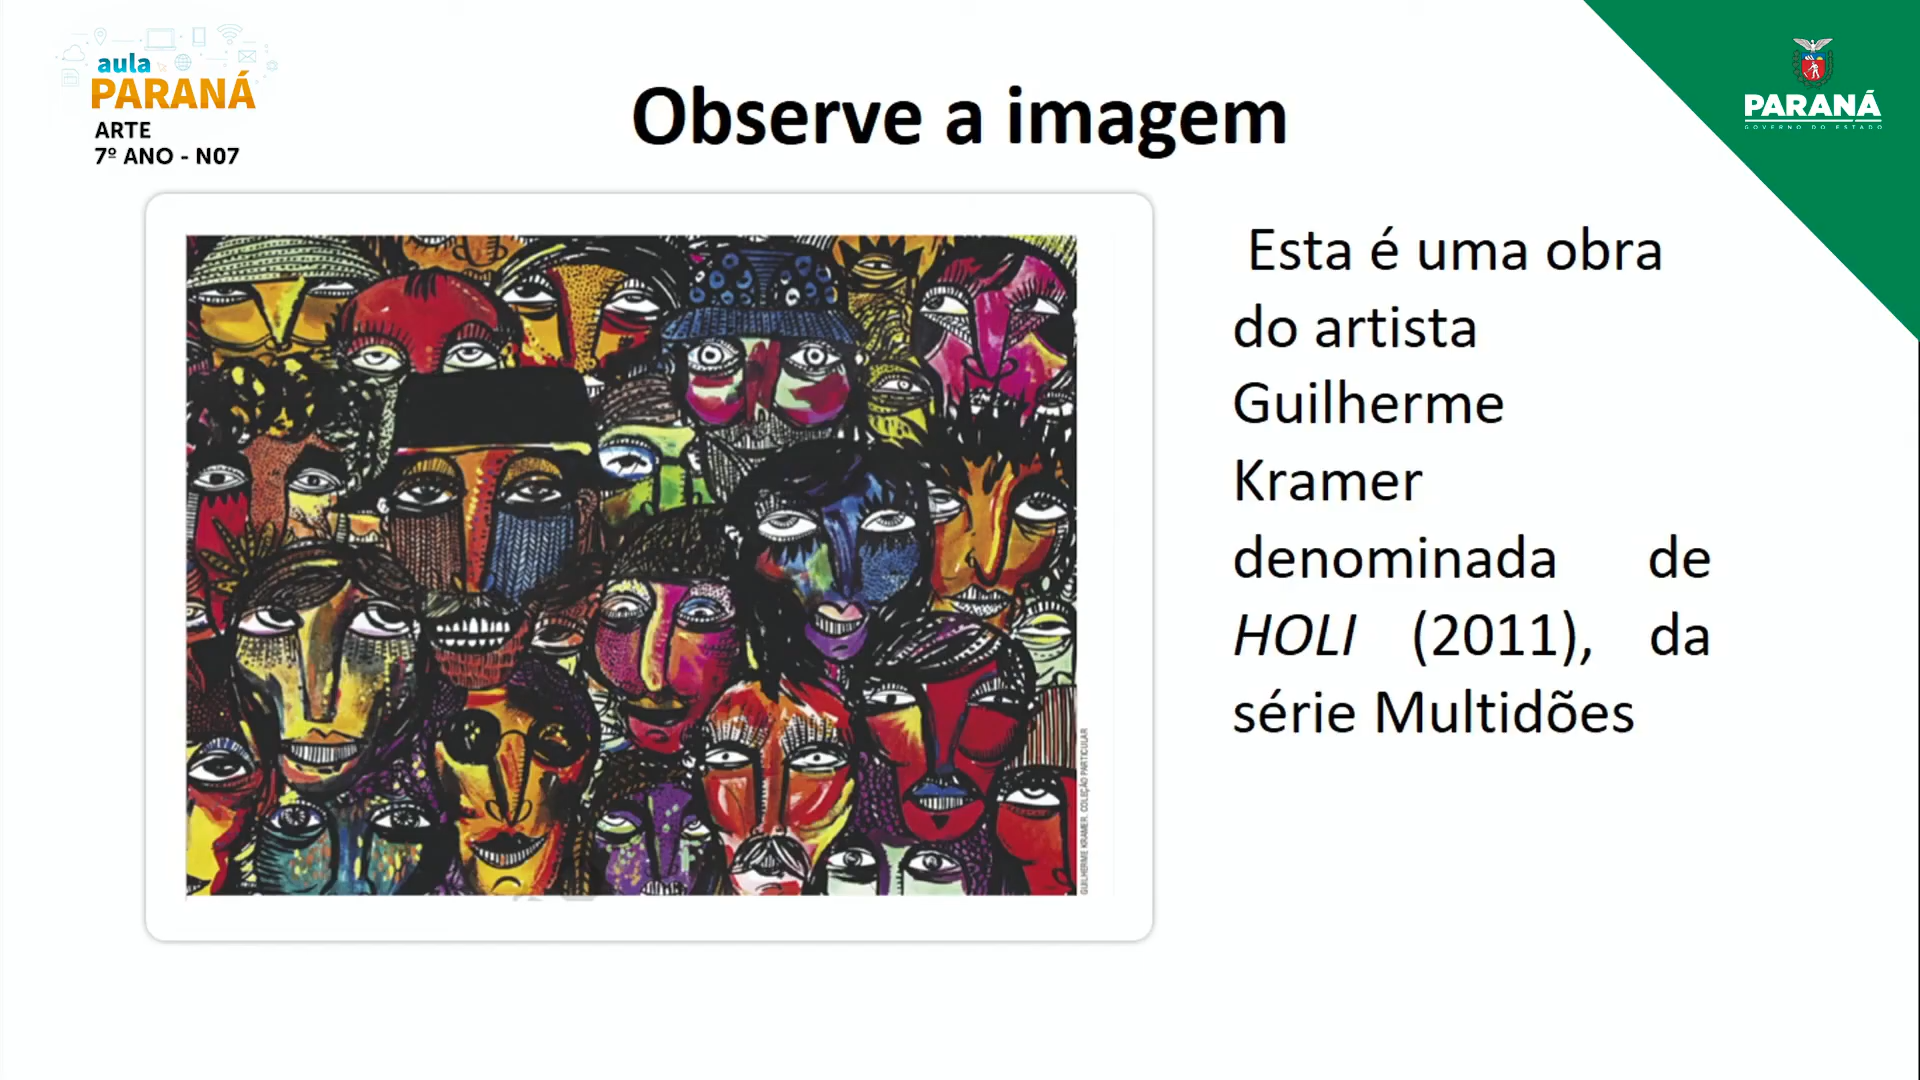 aula
PARANÁ
ARTE
7º ANO - N07
Observe a imagem
PARANÁ
GOVERNO DO ESTADO
Esta é uma obra
do artista
Guilherme
Kramer
denominada de
HOLI (2011), da
série Multidões
GUILHERME KRAMER. COLEÇÃO PARTICULAR